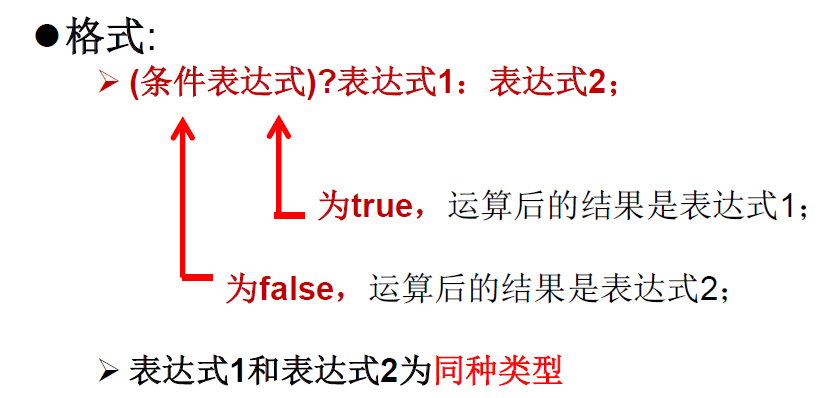 ●格式:
➢ (条件表达式)?表达式1：表达式2；
为true，运算后的结果是表达式1；
为false，运算后的结果是表达式2；
➢ 表达式1和表达式2为同种类型